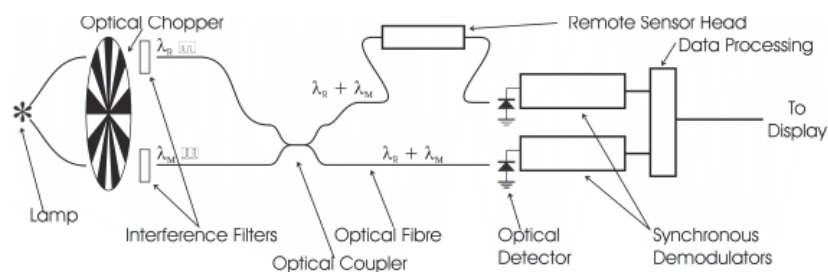 Optical Chopper
Remote Sensor Head
Data Processing
λR
λR + λM
To
Display
λM
λR + λM
Lamp
Interference Filters
Optical Coupler
Optical Fibre
Optical
Detector
Synchronous
Demodulators